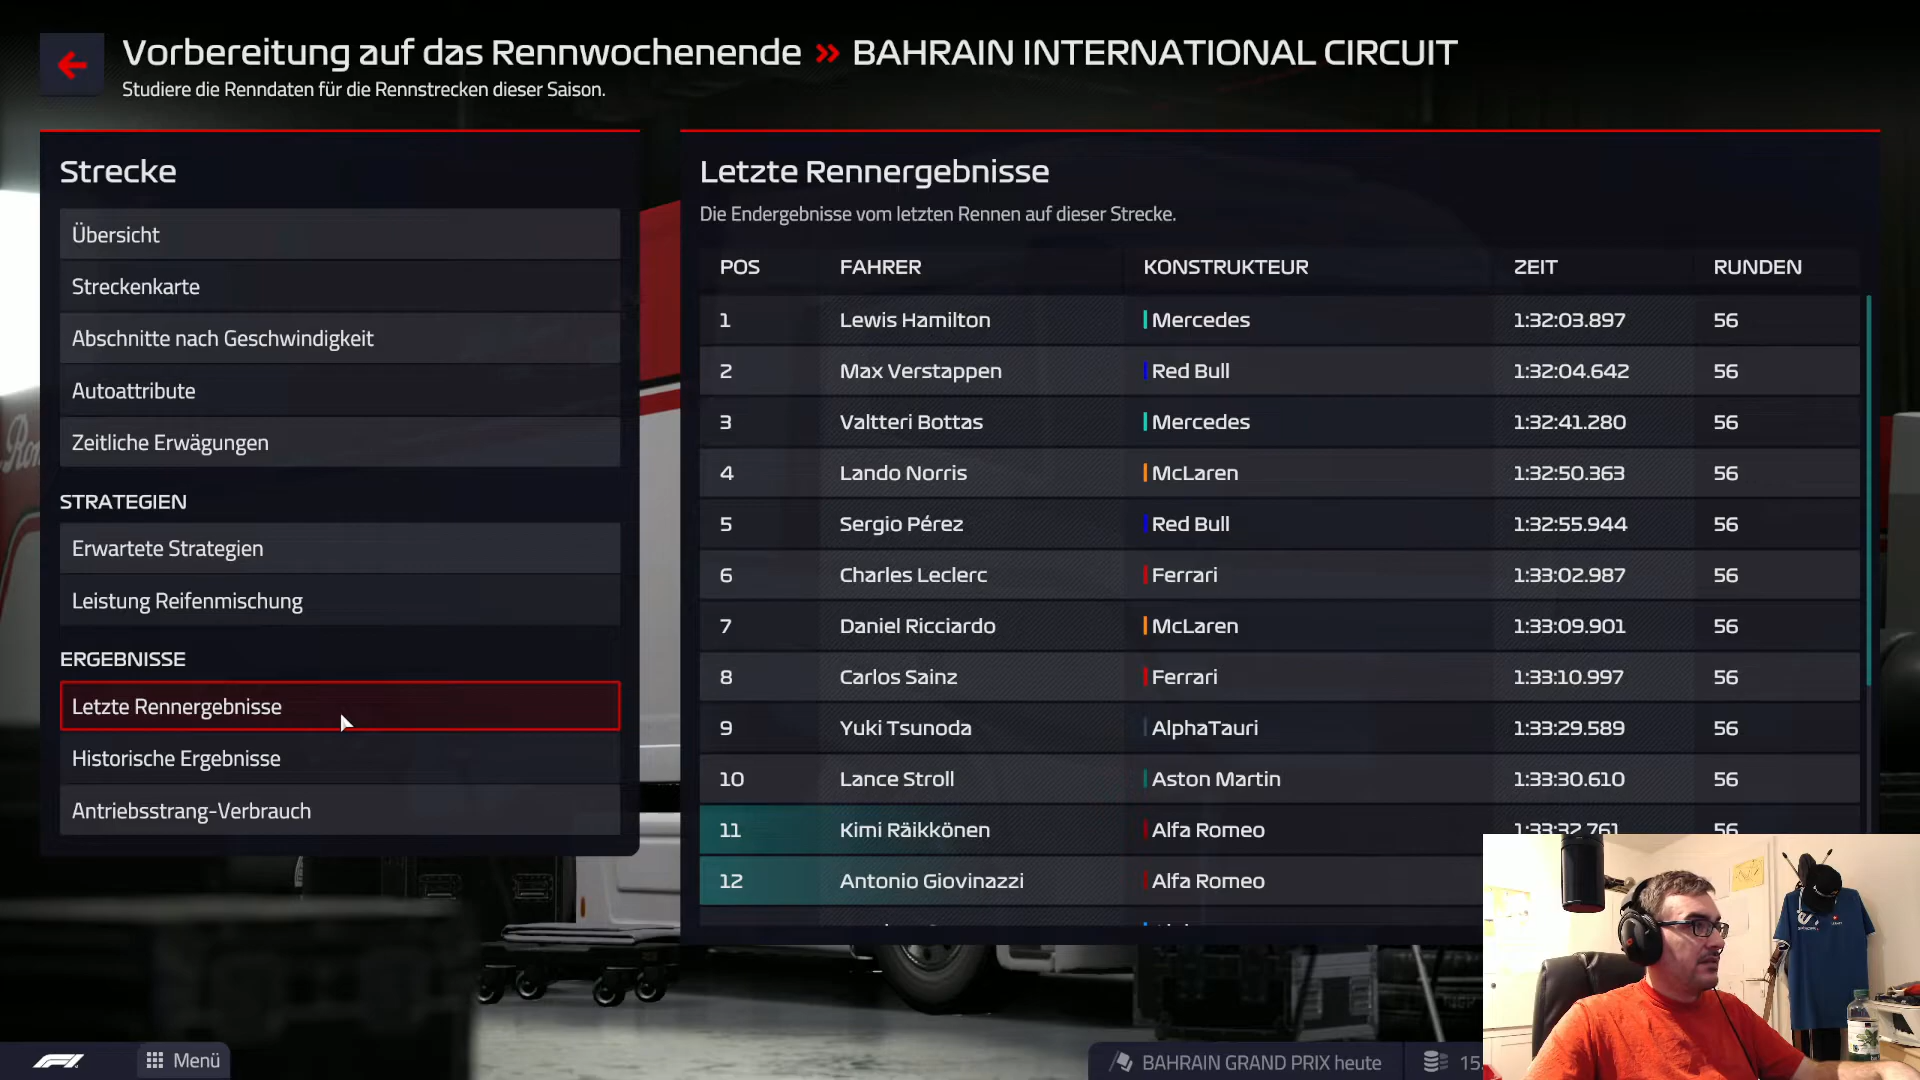 Vorbereitung auf das Rennwochenende » BAHRAIN INTERNATIONAL CIRCUIT
Studiere die Renndaten für die Rennstrecken dieser Saison.
Strecke
Übersicht
Streckenkarte
Abschnitte nach Geschwindigkeit
Autoattribute
Zeitliche Erwägungen
STRATEGIEN
Erwartete Strategien
Leistung Reifenmischung
ERGEBNISSE
Letzte Rennergebnisse
Historische Ergebnisse
Antriebsstrang-Verbrauch
Letzte Rennergebnisse
Die Endergebnisse vom letzten Rennen auf dieser Strecke.
POS FAHRER KONSTRUKTEUR ZEIT RUNDEN
1 Lewis Hamilton Mercedes 1:32:03.897 56
2 Max Verstappen Red Bull 1:32:04.642 56
3 Valtteri Bottas Mercedes 1:32:41.280 56
4 Lando Norris McLaren 1:32:50.363 56
5 Sergio Pérez Red Bull 1:32:55.944 56
6 Charles Leclerc Ferrari 1:33:02.987 56
7 Daniel Ricciardo McLaren 1:33:09.901 56
8 Carlos Sainz Ferrari 1:33:10.997 56
9 Yuki Tsunoda AlphaTauri 1:33:29.589 56
10 Lance Stroll Aston Martin 1:33:30.610 56
11 Kimi Räikkönen Alfa Romeo 1:33:32.761 56
12 Antonio Giovinazzi Alfa Romeo
F1 Menü
BAHRAIN GRAND PRIX heute
15